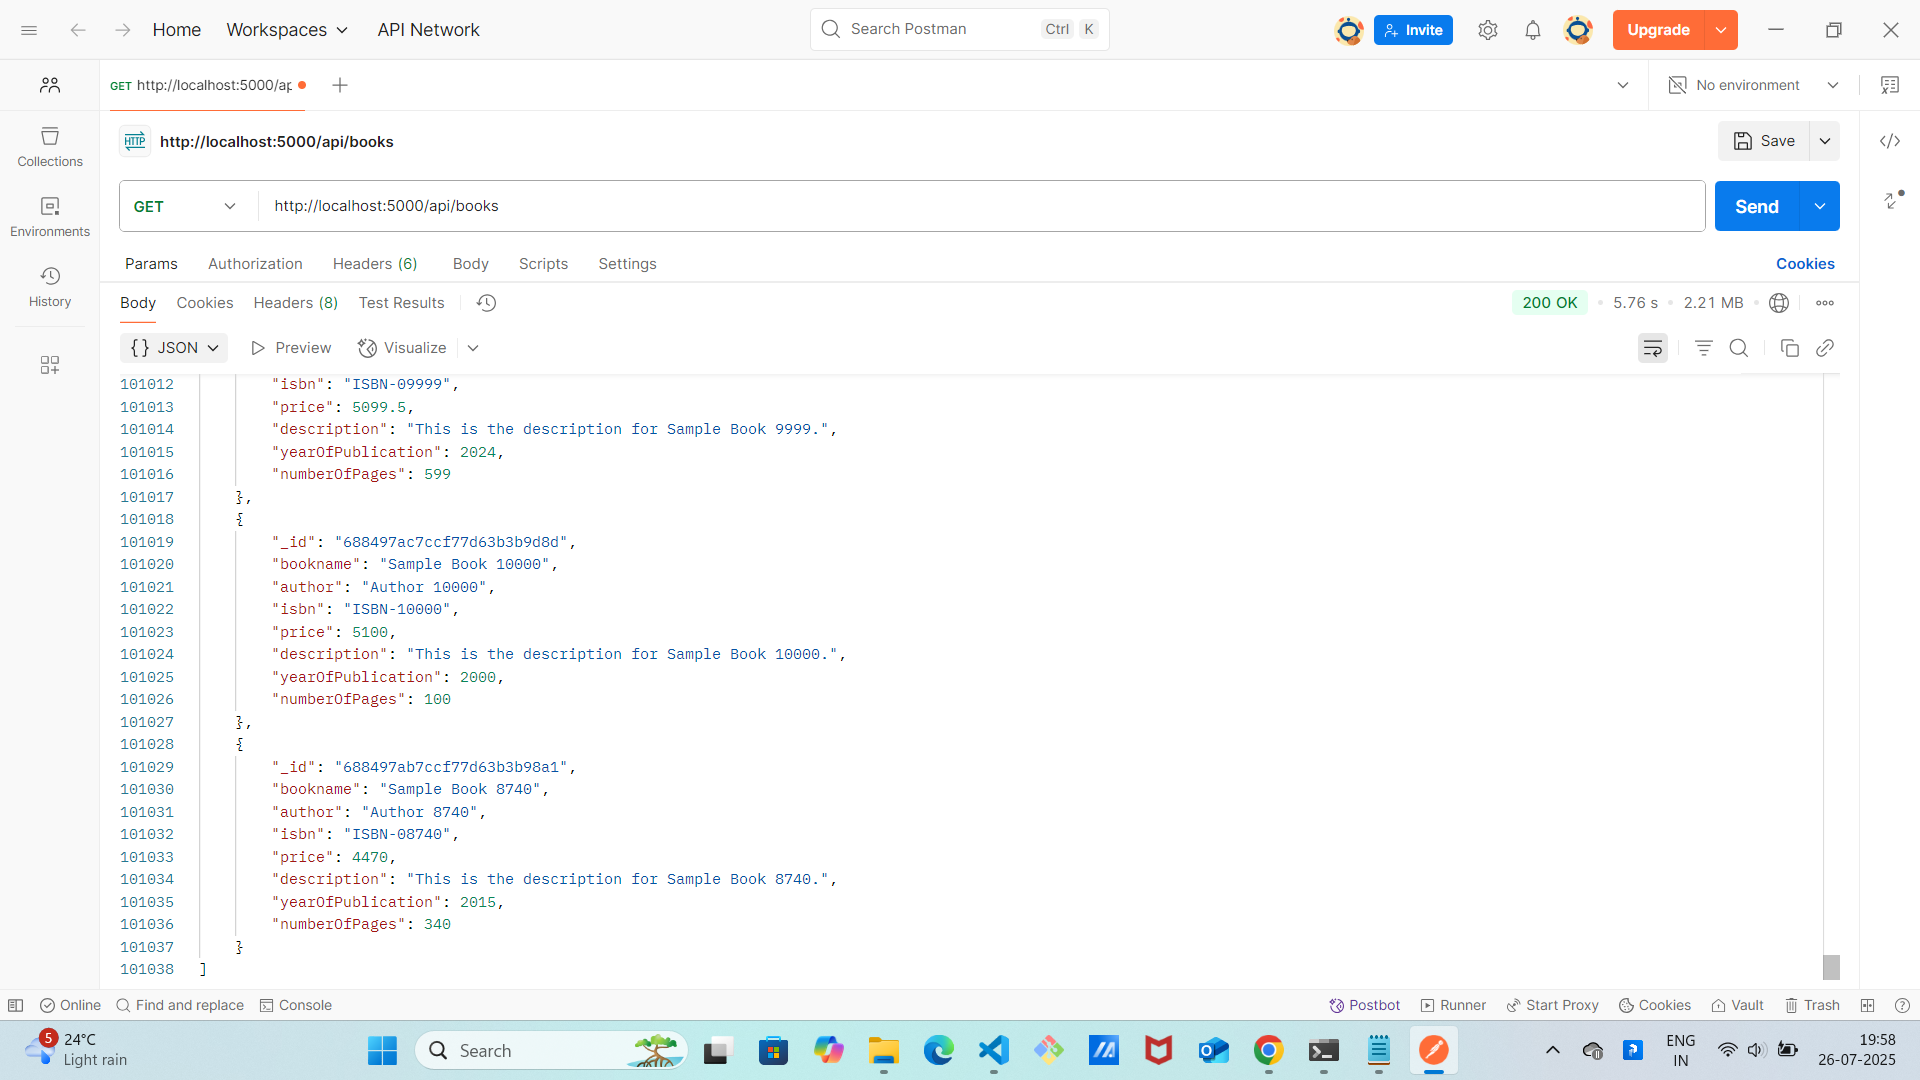 Home Workspaces API Network Search Postman Ctrl K Invite Upgrade
GET http://localhost:5000/ap No environment
http://localhost:5000/api/books Save
HTTP
Collections
Environments
History
GET http://localhost:5000/api/books Send
Params Authorization Headers (6) Body Scripts Settings Cookies
Body Cookies Headers (8) Test Results 200 OK 5.76 s 2.21 MB
{} JSON Preview Visualize
101012 "isbn": "ISBN-09999",
101013 "price": 5099.5,
101014 "description": "This is the description for Sample Book 9999.",
101015 "yearOfPublication": 2024,
101016 "numberOfPages": 599
101017 },
101018 {
101019 "_id": "688497ac7ccf77d63b3b9d8d",
101020 "bookname": "Sample Book 10000",
101021 "author": "Author 10000",
101022 "isbn": "ISBN-10000",
101023 "price": 5100,
101024 "description": "This is the description for Sample Book 10000.",
101025 "yearOfPublication": 2000,
101026 "numberOfPages": 100
101027 },
101028 {
101029 "_id": "688497ab7ccf77d63b3b98a1",
101030 "bookname": "Sample Book 8740",
101031 "author": "Author 8740",
101032 "isbn": "ISBN-08740",
101033 "price": 4470,
101034 "description": "This is the description for Sample Book 8740.",
101035 "yearOfPublication": 2015,
101036 "numberOfPages": 340
101037 }
101038 ]
Online Find and replace Console Postbot Runner Start Proxy Cookies Vault Trash
5 24°C
Light rain
Search
ENG
IN
19:58
26-07-2025